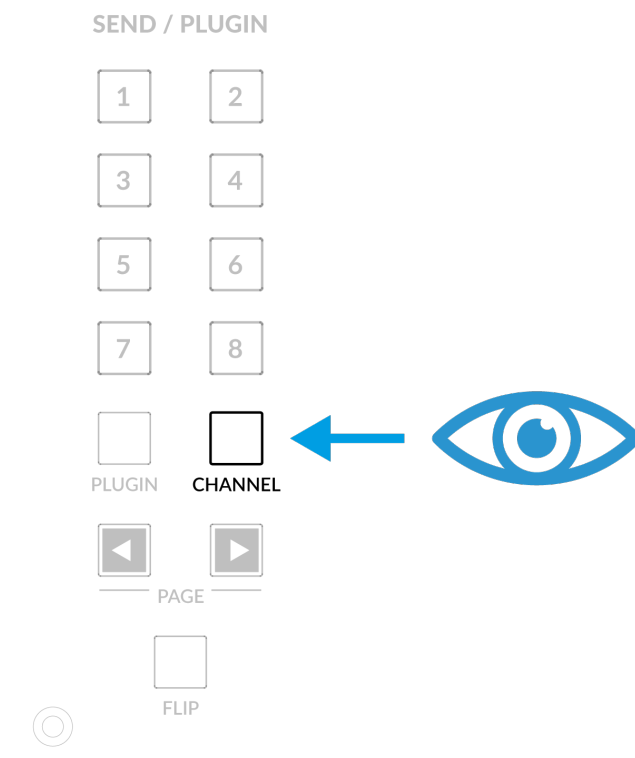 SEND / PLUGIN
1 2
3 4
5 6
7 8
PLUGIN CHANNEL
PAGE
FLIP